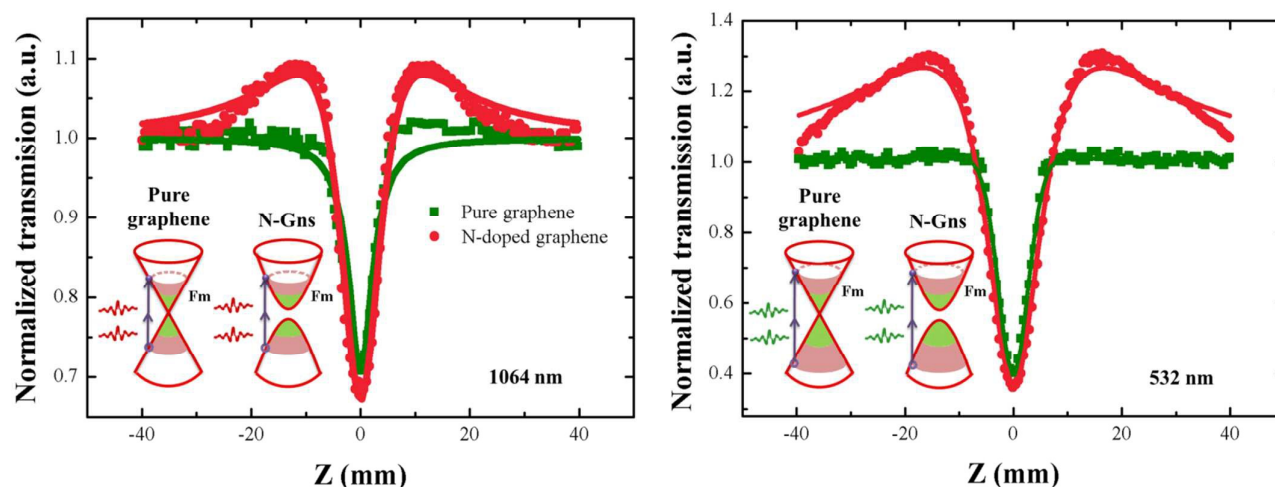 Normalized transmission (a.u.)
1.1
1.0
0.9
0.8
0.7
Pure
graphene
N-Gns
Fm
Fm
Pure graphene
N-doped graphene
1064 nm
-40
-20
0
20
40
Z (mm)
Normalized transmission (a.u.)
1.4
1.2
1.0
0.8
0.6
0.4
Pure
graphene
N-Gns
Fm
Fm
532 nm
-40
-20
0
20
40
Z (mm)